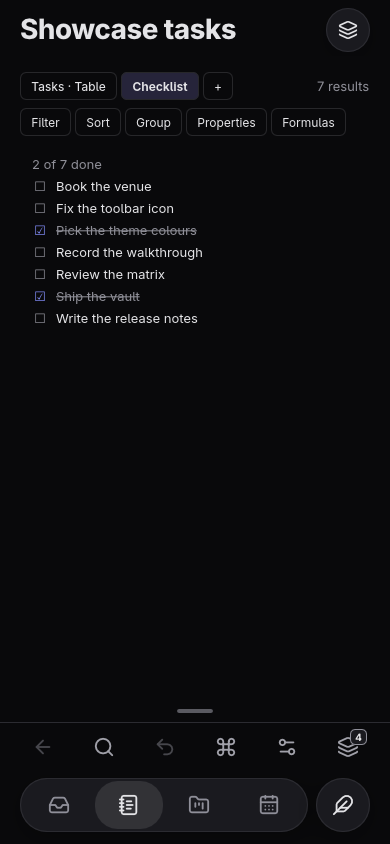 Showcase tasks
Tasks · Table Checklist + 7 results
Filter Sort Group Properties Formulas
2 of 7 done
☐ Book the venue
☐ Fix the toolbar icon
☑ Pick the theme colours
☐ Record the walkthrough
☐ Review the matrix
☑ Ship the vault
☐ Write the release notes
4